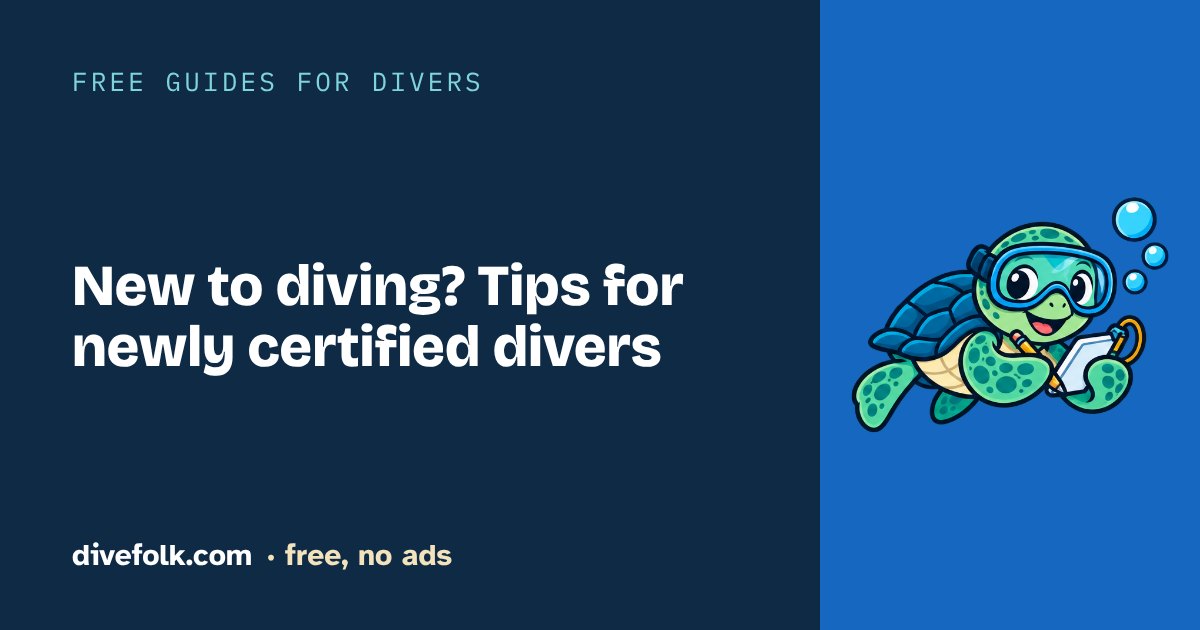 FREE GUIDES FOR DIVERS
New to diving? Tips for
newly certified divers
divefolk.com · free, no ads